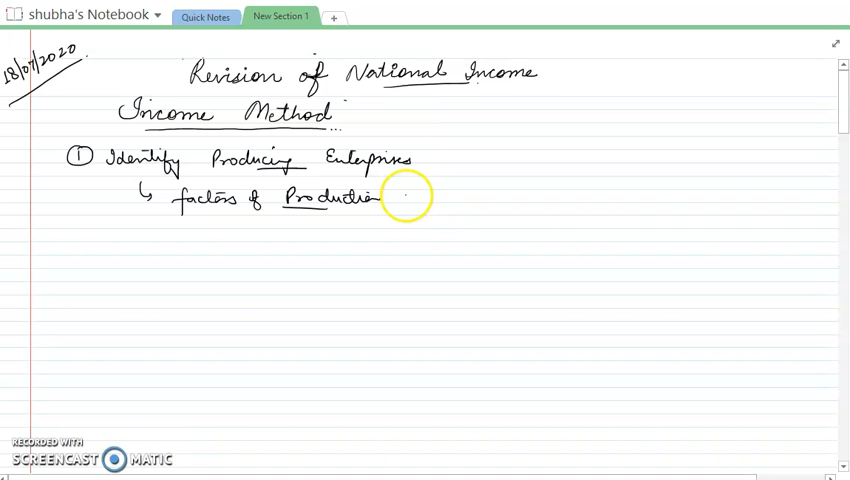 shubha's Notebook
Quick Notes
New Section 1
18/07/2020
Revision of National Income
Income Method
① Identify Producing Enterprises
↳ factors of Production
RECORDED WITH
SCREENCAST MATIC